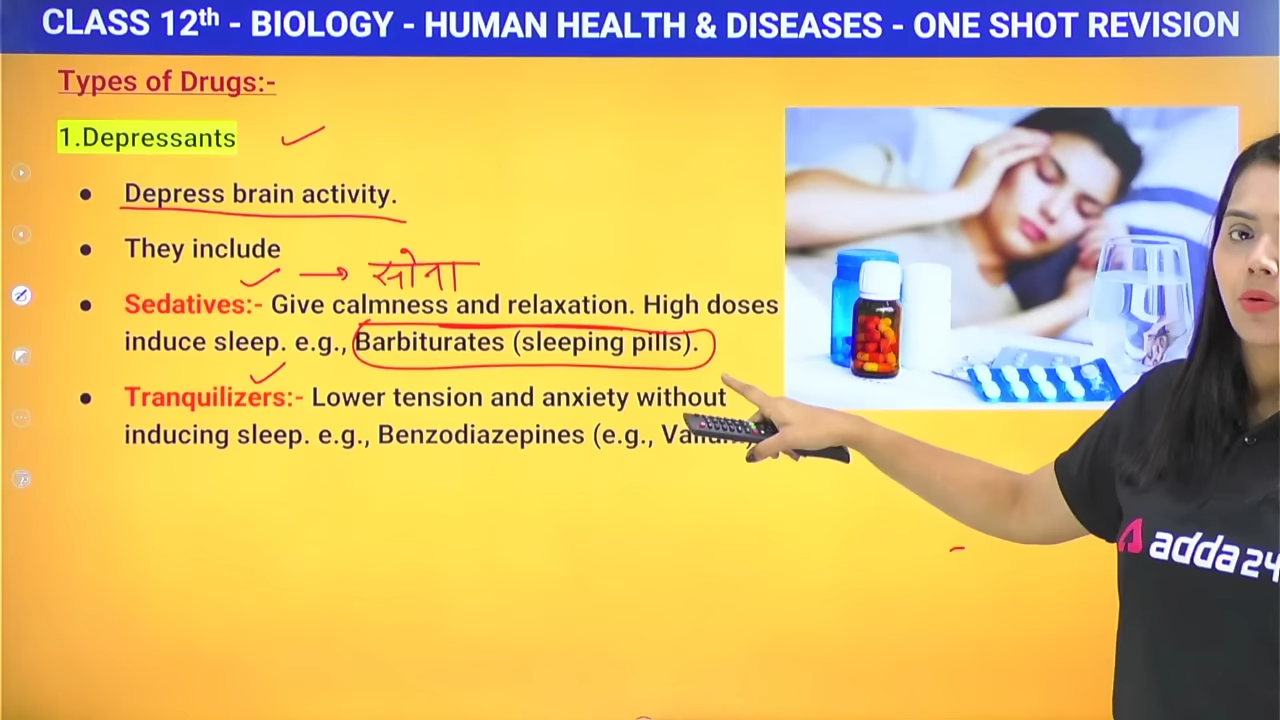 CLASS 12th - BIOLOGY - HUMAN HEALTH & DISEASES - ONE SHOT REVISION
Types of Drugs:-
1.Depressants
• Depress brain activity.
• They include
→ सोना
• Sedatives:- Give calmness and relaxation. High doses
induce sleep. e.g., Barbiturates (sleeping pills).
• Tranquilizers:- Lower tension and anxiety without
inducing sleep. e.g., Benzodiazepines (e.g.,
adda 24